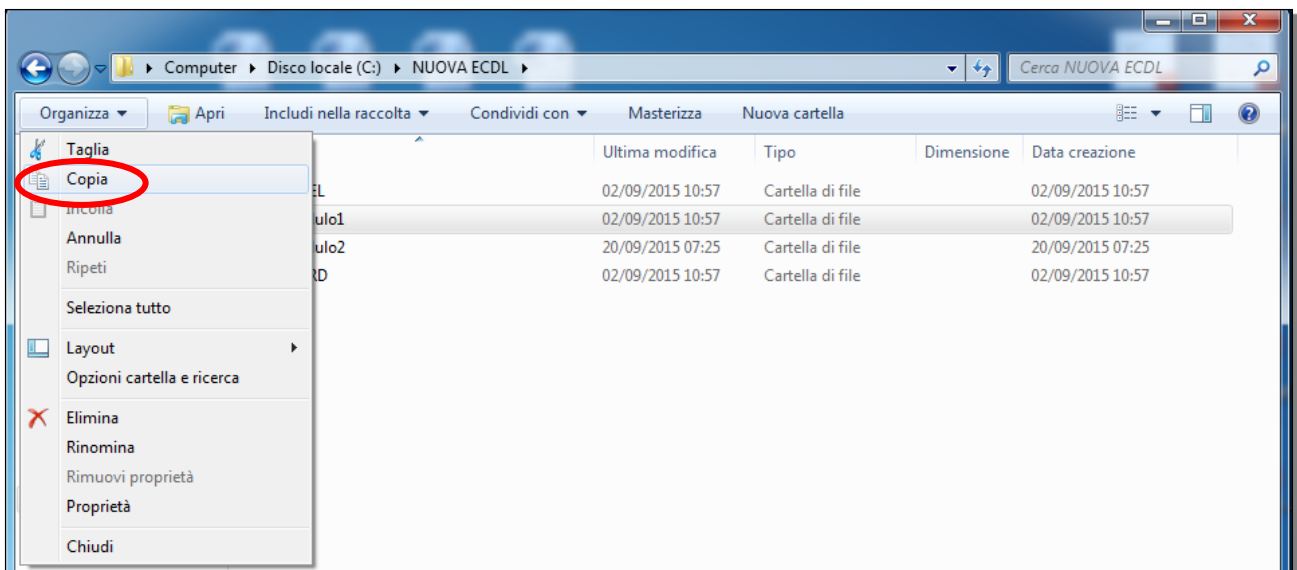 Computer Disco locale (C:) NUOVA ECDL Cerca NUOVA ECDL
Organizza Apri Includi nella raccolta Condividi con Masterizza Nuova cartella
Ultima modifica Tipo Dimensione Data creazione
EL 02/09/2015 10:57 Cartella di file 02/09/2015 10:57
ulo1 02/09/2015 10:57 Cartella di file 02/09/2015 10:57
ulo2 20/09/2015 07:25 Cartella di file 20/09/2015 07:25
RD 02/09/2015 10:57 Cartella di file 02/09/2015 10:57
Taglia
Copia
Incolla
Annulla
Ripeti
Seleziona tutto
Layout
Opzioni cartella e ricerca
Elimina
Rinomina
Rimuovi proprietà
Proprietà
Chiudi